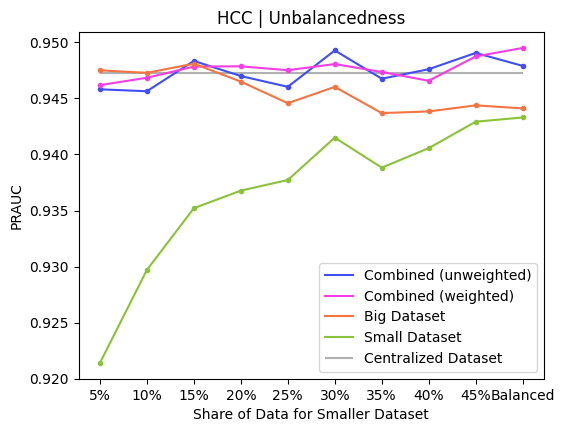 HCC | Unbalancedness
PRAUC
0.950
0.945
0.940
0.935
0.930
0.925
0.920
Combined (unweighted)
Combined (weighted)
Big Dataset
Small Dataset
Centralized Dataset
5% 10% 15% 20% 25% 30% 35% 40% 45% Balanced
Share of Data for Smaller Dataset